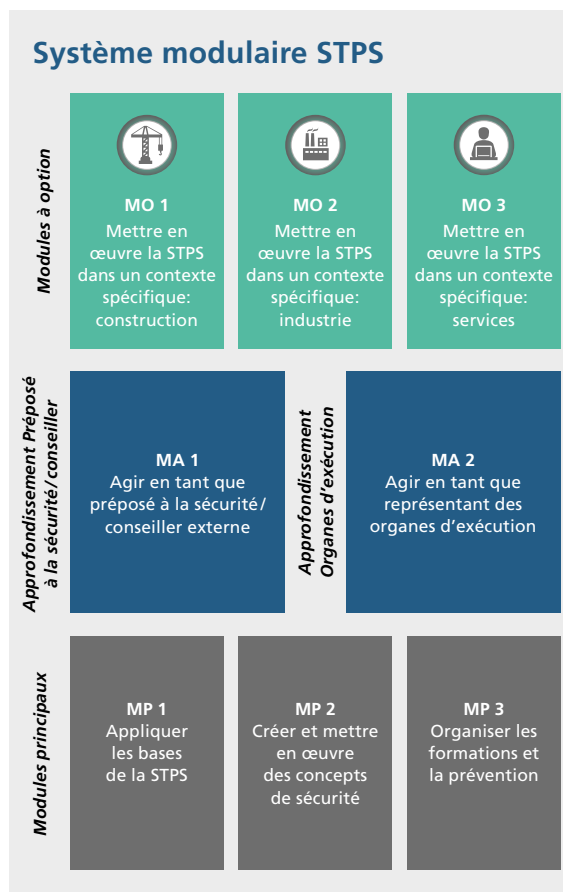 Système modulaire STPS
Modules à option
MO 1
Mettre en
œuvre la STPS
dans un contexte
spécifique:
construction
MO 2
Mettre en
œuvre la STPS
dans un contexte
spécifique:
industrie
MO 3
Mettre en
œuvre la STPS
dans un contexte
spécifique:
services
Approfondissement Préposé
à la sécurité/conseiller
MA 1
Agir en tant que
préposé à la sécurité/
conseiller externe
Approfondissement
Organes d’exécution
MA 2
Agir en tant que
représentant des
organes d’exécution
Modules principaux
MP 1
Appliquer
les bases
de la STPS
MP 2
Créer et mettre
en œuvre
des concepts
de sécurité
MP 3
Organiser les
formations et
la prévention